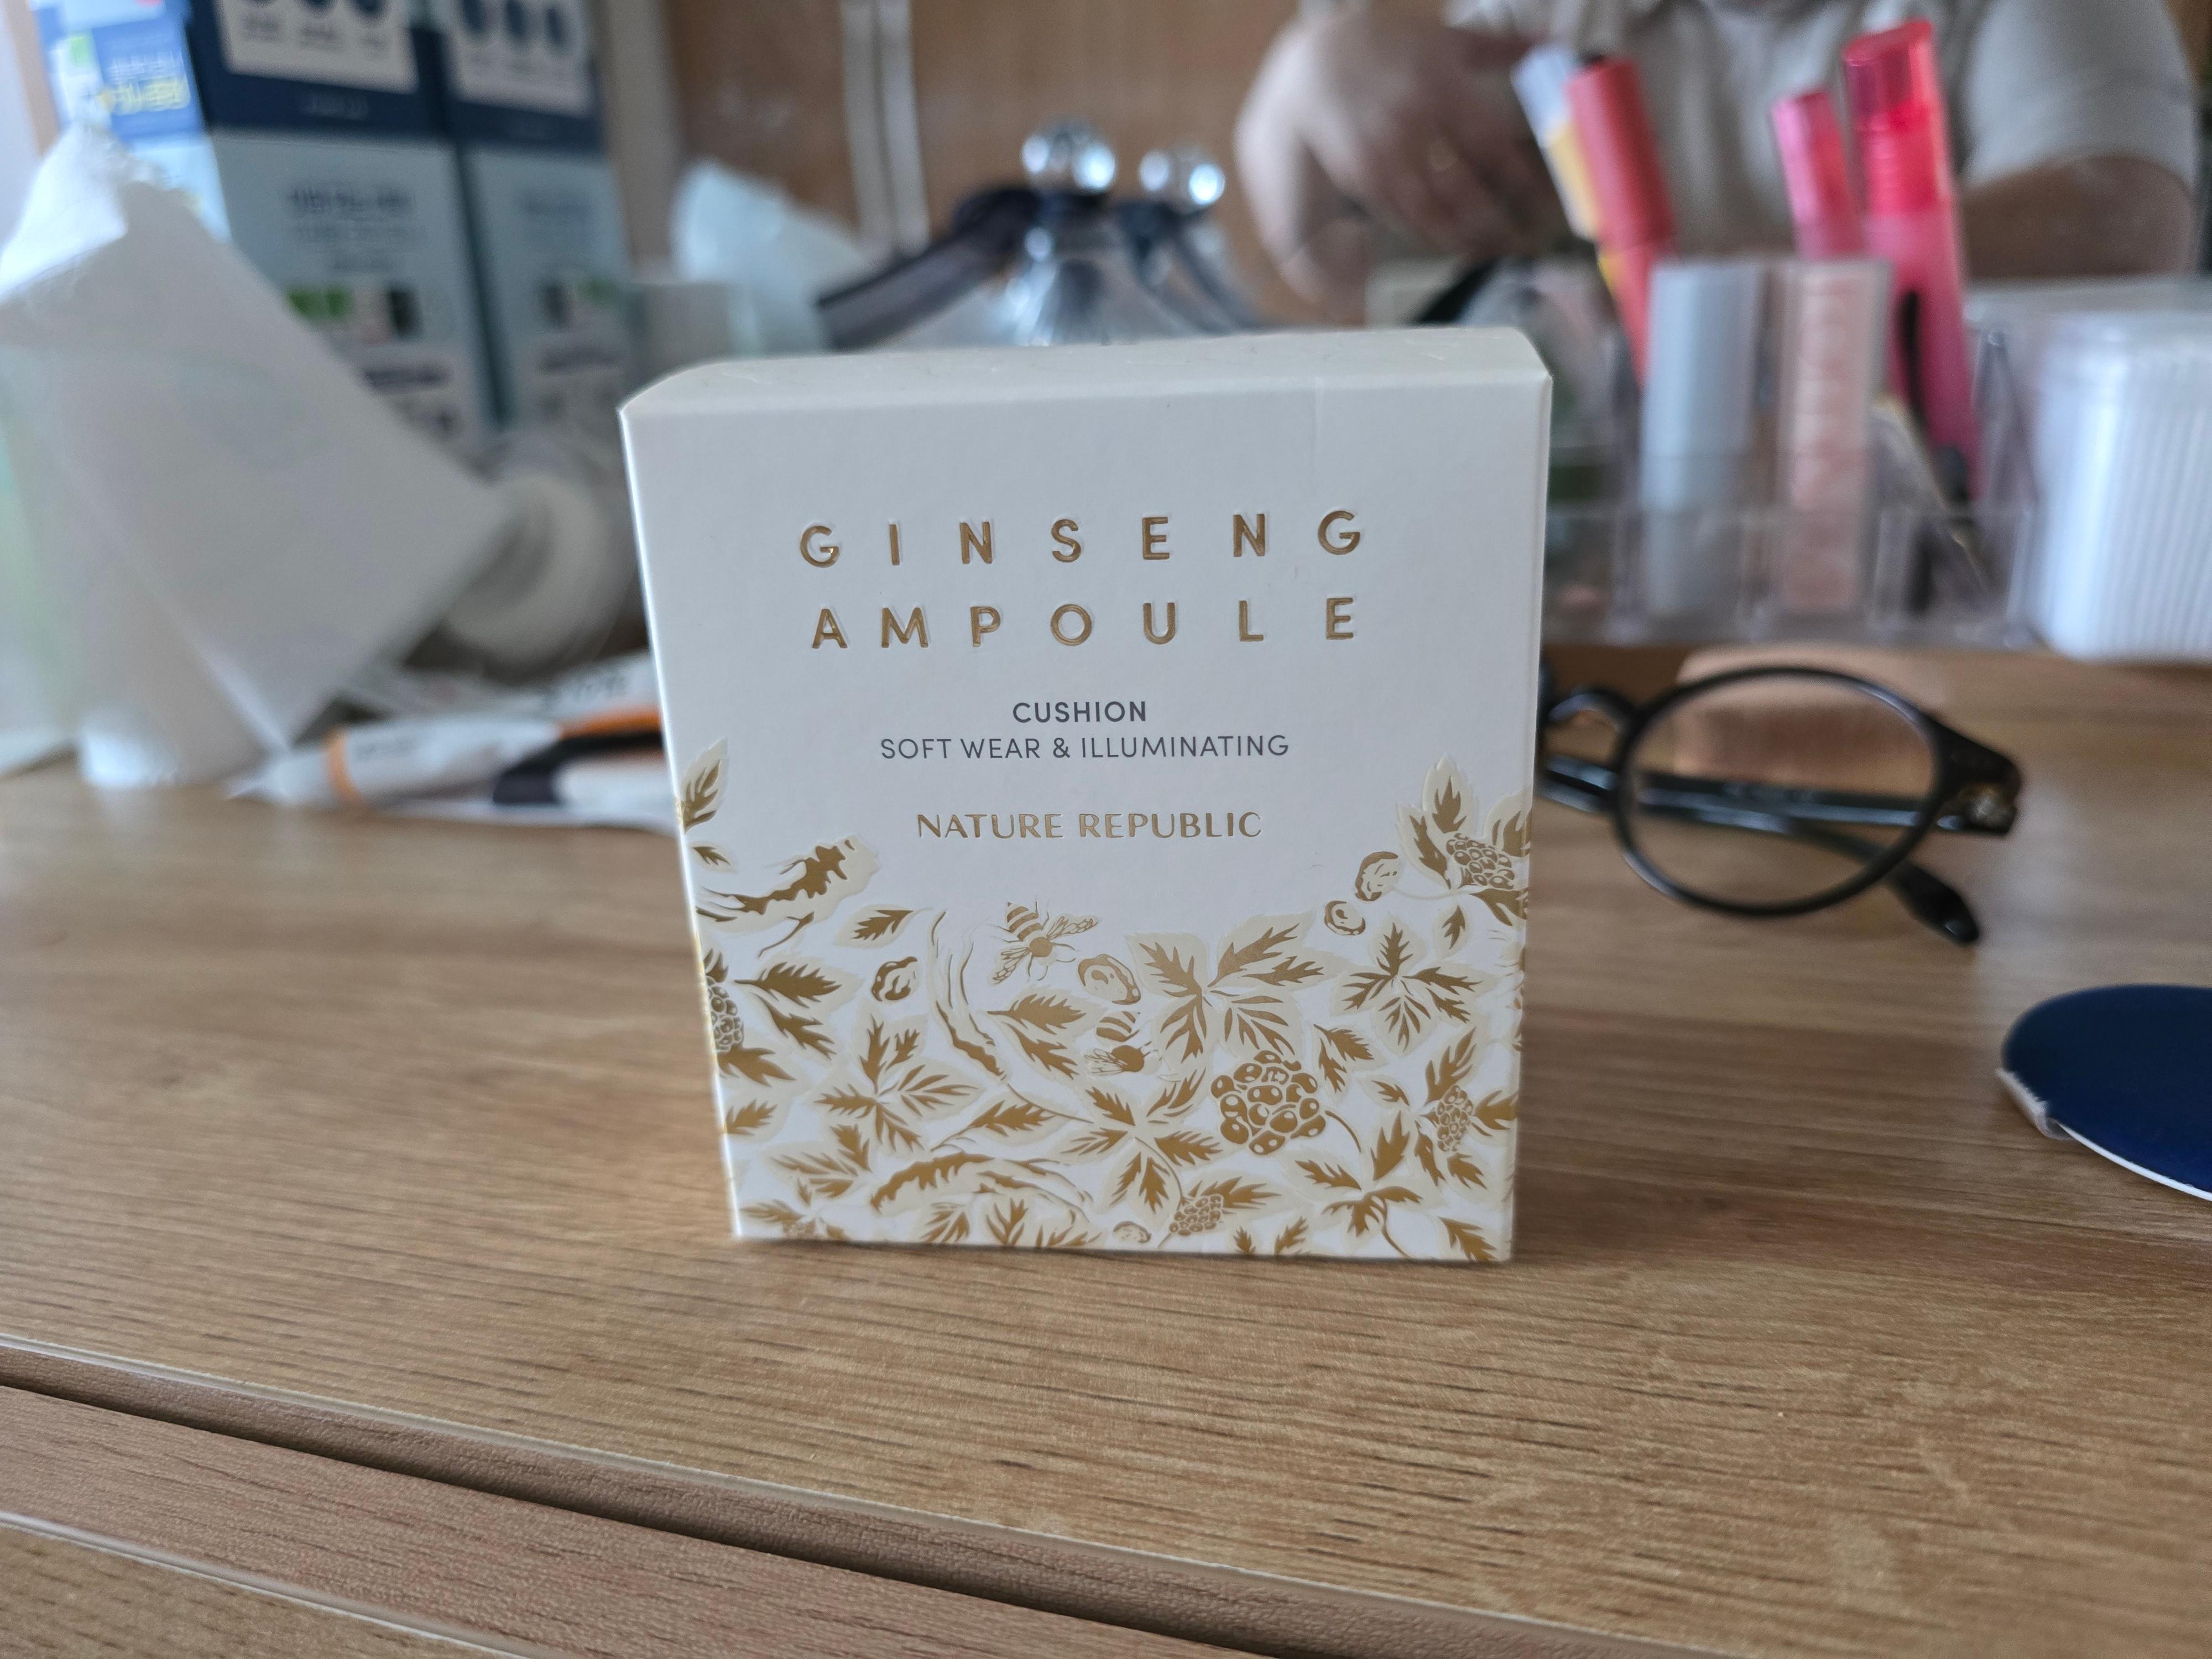 GINSENG
AMPOULE
CUSHION
SOFT WEAR & ILLUMINATING
NATURE REPUBLIC